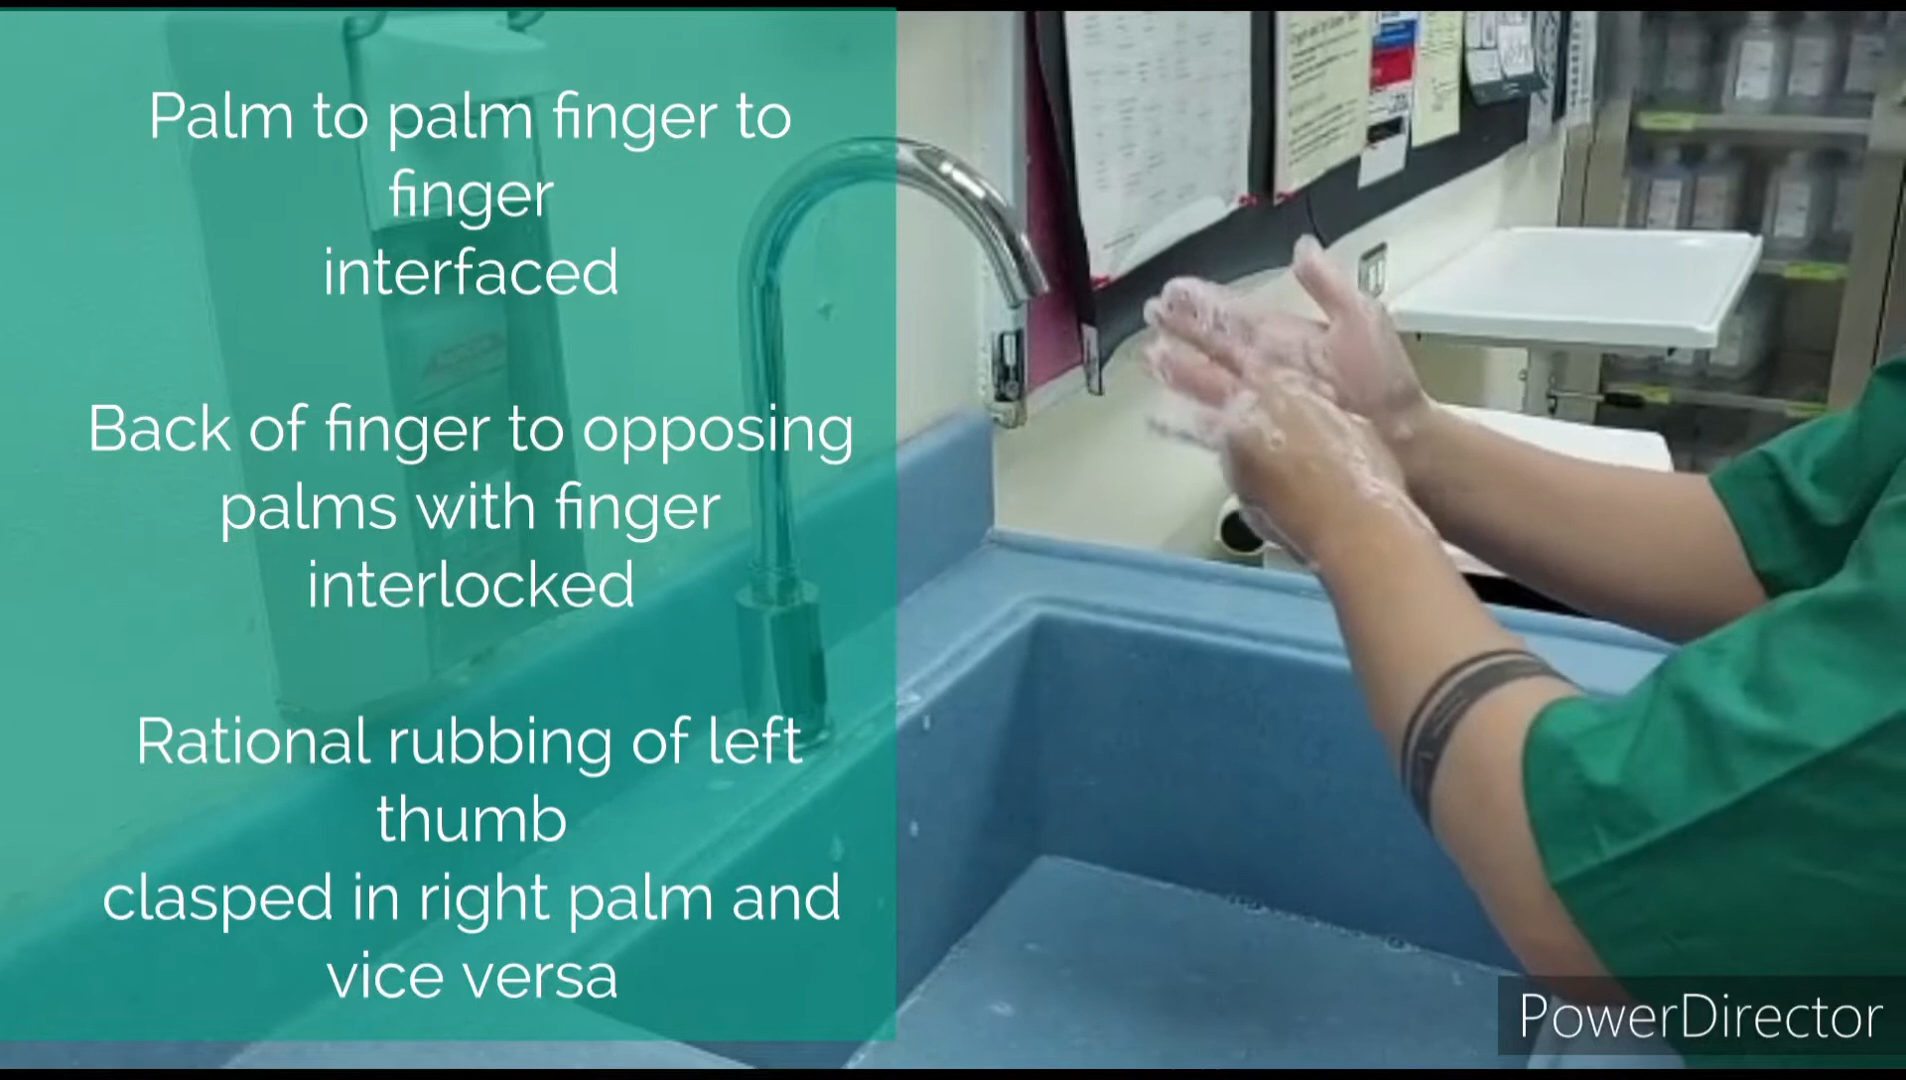 Palm to palm finger to
finger
interfaced
Back of finger to opposing
palms with finger
interlocked
Rational rubbing of left
thumb
clasped in right palm and
vice versa
PowerDirector